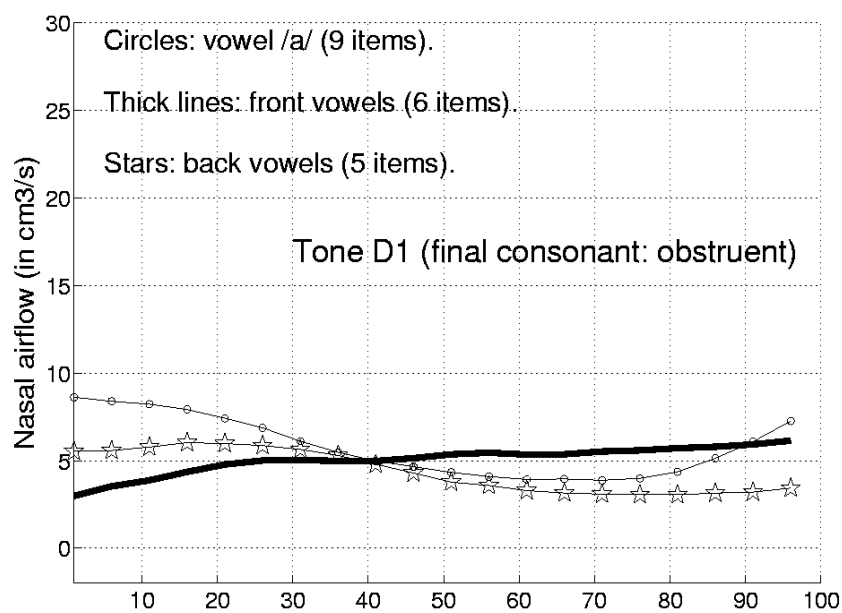 30
Circles: vowel /a/ (9 items).
25
Thick lines: front vowels (6 items).
Stars: back vowels (5 items).
20
Tone D1 (final consonant: obstruent)
15
10
5
0
Nasal airflow (in cm3/s)
10 20 30 40 50 60 70 80 90 100